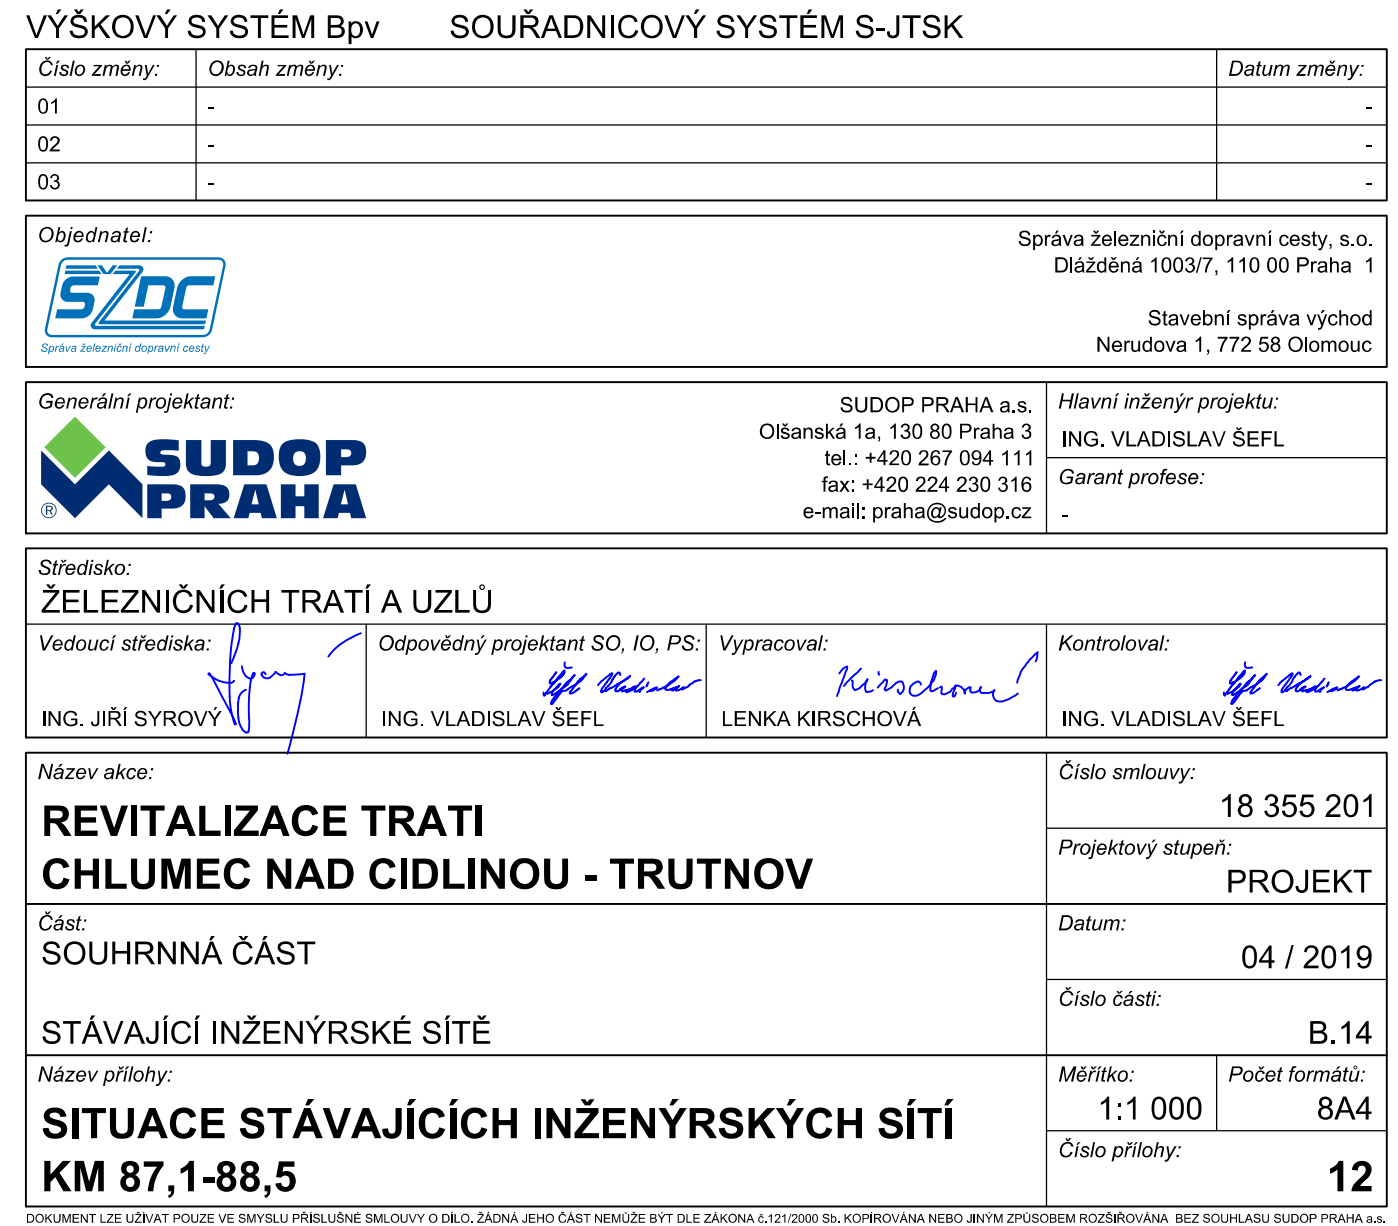 VÝŠKOVÝ SYSTÉM Bpv SOUŘADNICOVÝ SYSTÉM S-JTSK
Číslo změny: Obsah změny: Datum změny:
01 - -
02 - -
03 - -
Objednatel:
SŽDC
Správa železniční dopravní cesty
Správa železniční dopravní cesty, s.o.
Dlážděná 1003/7, 110 00 Praha 1
Stavební správa východ
Nerudova 1, 772 58 Olomouc
Generální projektant:
SUDOP
PRAHA
®
SUDOP PRAHA a.s.
Olšanská 1a, 130 80 Praha 3
tel.: +420 267 094 111
fax: +420 224 230 316
e-mail: praha@sudop.cz
Hlavní inženýr projektu:
ING. VLADISLAV ŠEFL
Garant profese:
-
Středisko:
ŽELEZNIČNÍCH TRATÍ A UZLŮ
Vedoucí střediska:
ING. JIŘÍ SYROVÝ
Odpovědný projektant SO, IO, PS:
Šefl Vladislav
ING. VLADISLAV ŠEFL
Vypracoval:
Kirschová
LENKA KIRSCHOVÁ
Kontroloval:
Šefl Vladislav
ING. VLADISLAV ŠEFL
Název akce:
REVITALIZACE TRATI
CHLUMEC NAD CIDLINOU - TRUTNOV
Číslo smlouvy:
18 355 201
Projektový stupeň:
PROJEKT
Část:
SOUHRNNÁ ČÁST
STÁVAJÍCÍ INŽENÝRSKÉ SÍTĚ
Datum:
04 / 2019
Číslo části:
B.14
Název přílohy:
SITUACE STÁVAJÍCÍCH INŽENÝRSKÝCH SÍTÍ
KM 87,1-88,5
Měřítko:
1:1 000
Počet formátů:
8A4
Číslo přílohy:
12
DOKUMENT LZE UŽÍVAT POUZE VE SMYSLU PŘÍSLUŠNÉ SMLOUVY O DÍLO. ŽÁDNÁ JEHO ČÁST NEMŮŽE BÝT DLE ZÁKONA č.121/2000 Sb. KOPÍROVÁNA NEBO JINÝM ZPŮSOBEM ROZŠIŘOVÁNA BEZ SOUHLASU SUDOP PRAHA a.s.